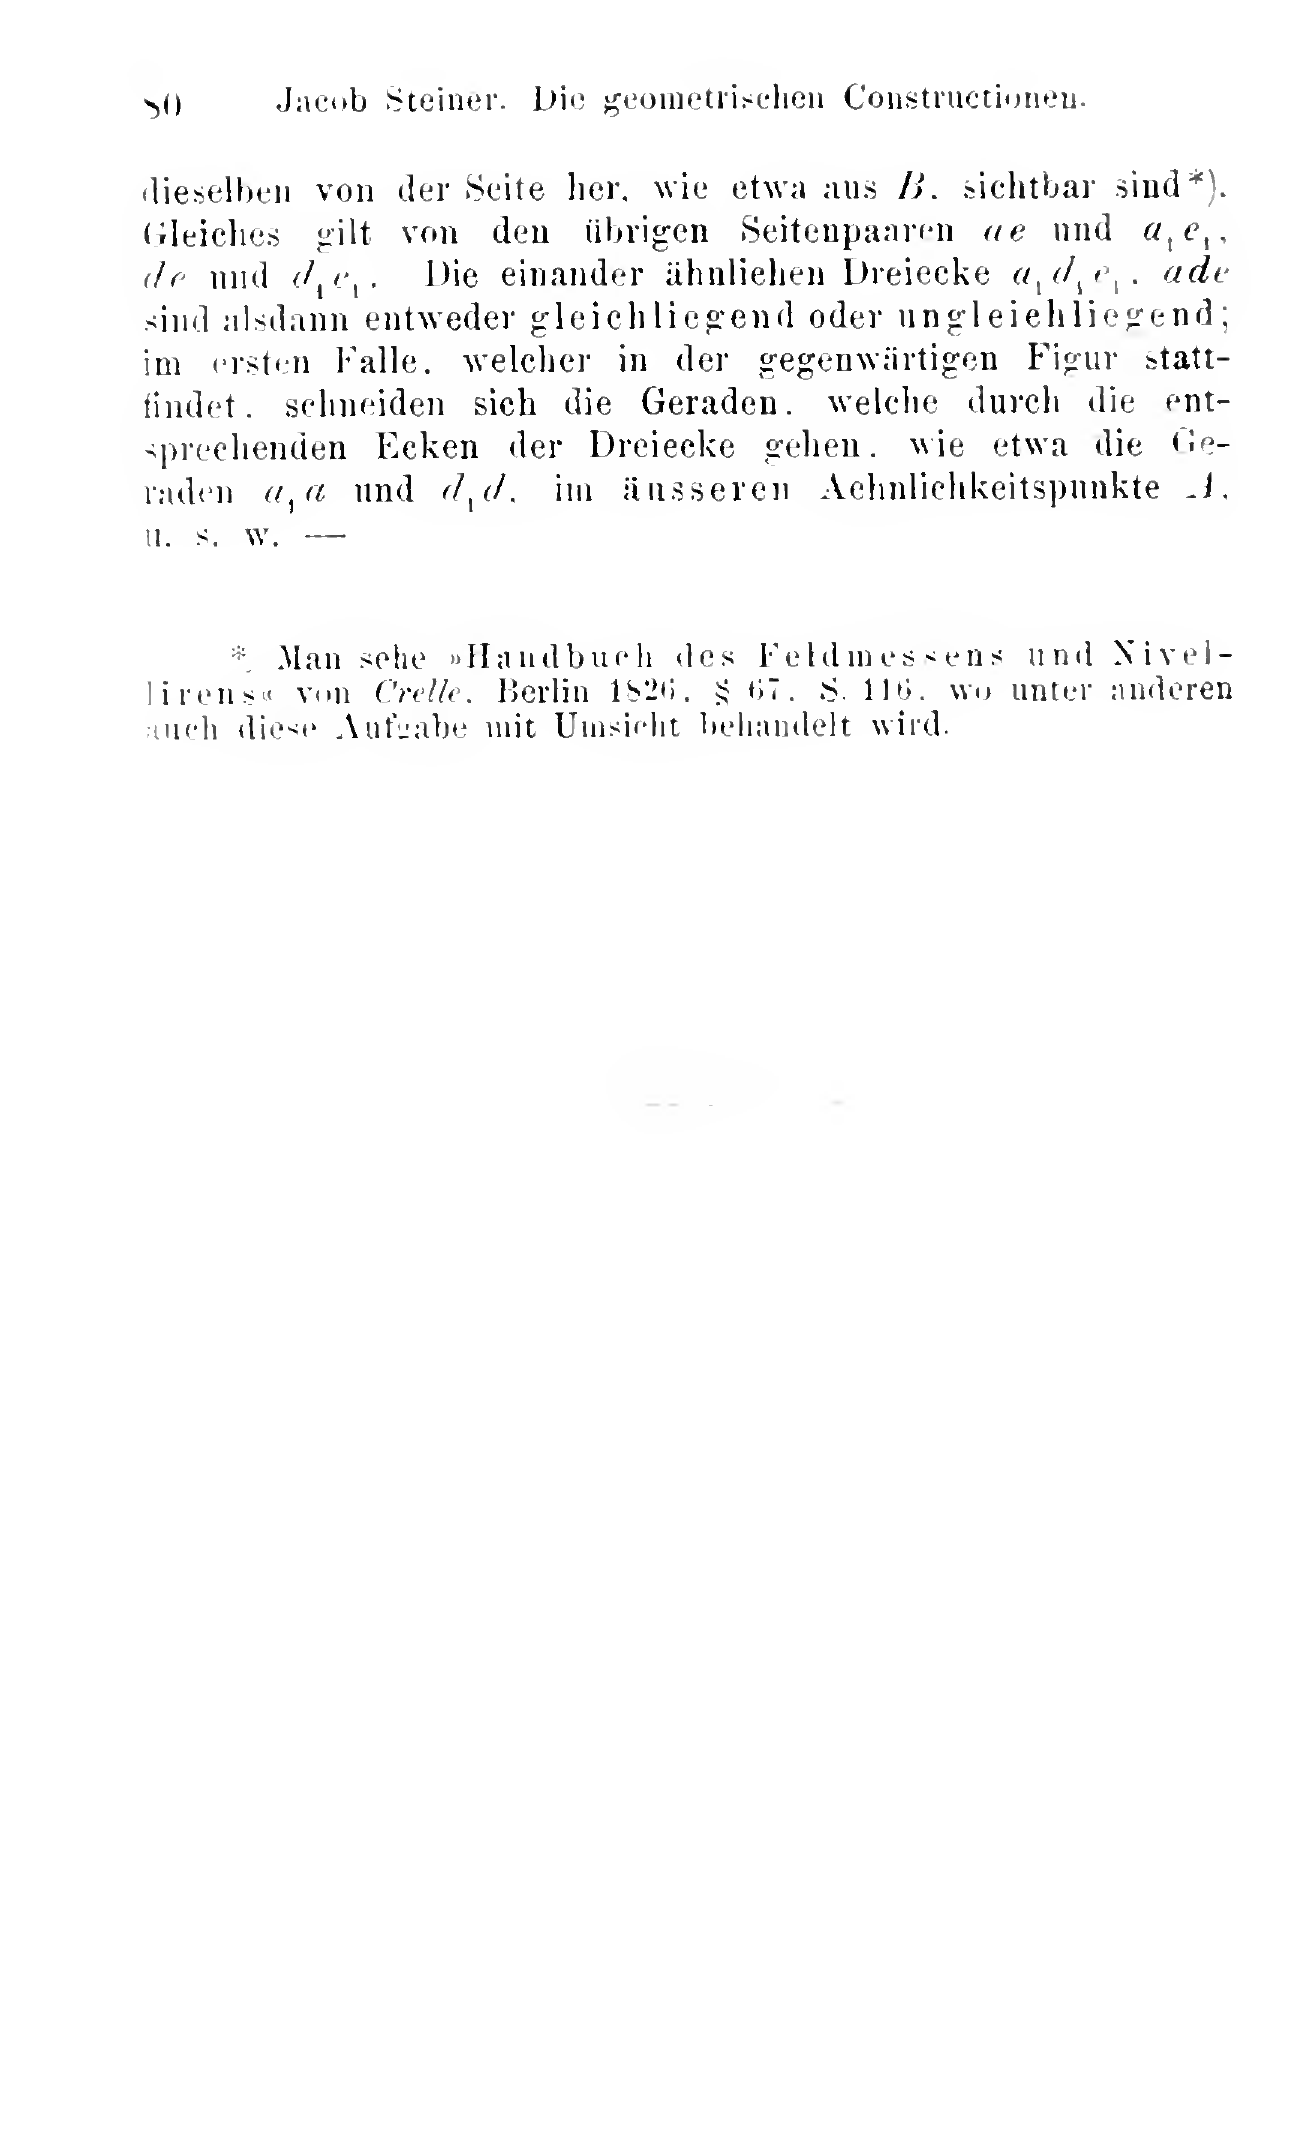 80 Jacob Steiner. Die geometrischen Constructionen.
dieselben von der Seite her, wie etwa aus B, sichtbar sind*).
Gleiches gilt von den übrigen Seitenpaaren ae und a₁e₁,
de und d₁e₁. Die einander ähnlichen Dreiecke a₁d₁e₁, ade
sind alsdann entweder gleichliegend oder ungleichliegend;
im ersten Falle, welcher in der gegenwärtigen Figur statt-
findet, schneiden sich die Geraden, welche durch die ent-
sprechenden Ecken der Dreiecke gehen, wie etwa die Ge-
raden a₁a und d₁d, im äusseren Aehnlichkeitspunkte A,
u. s. w. —
*) Man sehe »Handbuch des Feldmessens und Nivel-
lirens« von Crelle. Berlin 1826. § 67. S. 116. wo unter anderen
auch diese Aufgabe mit Umsicht behandelt wird.